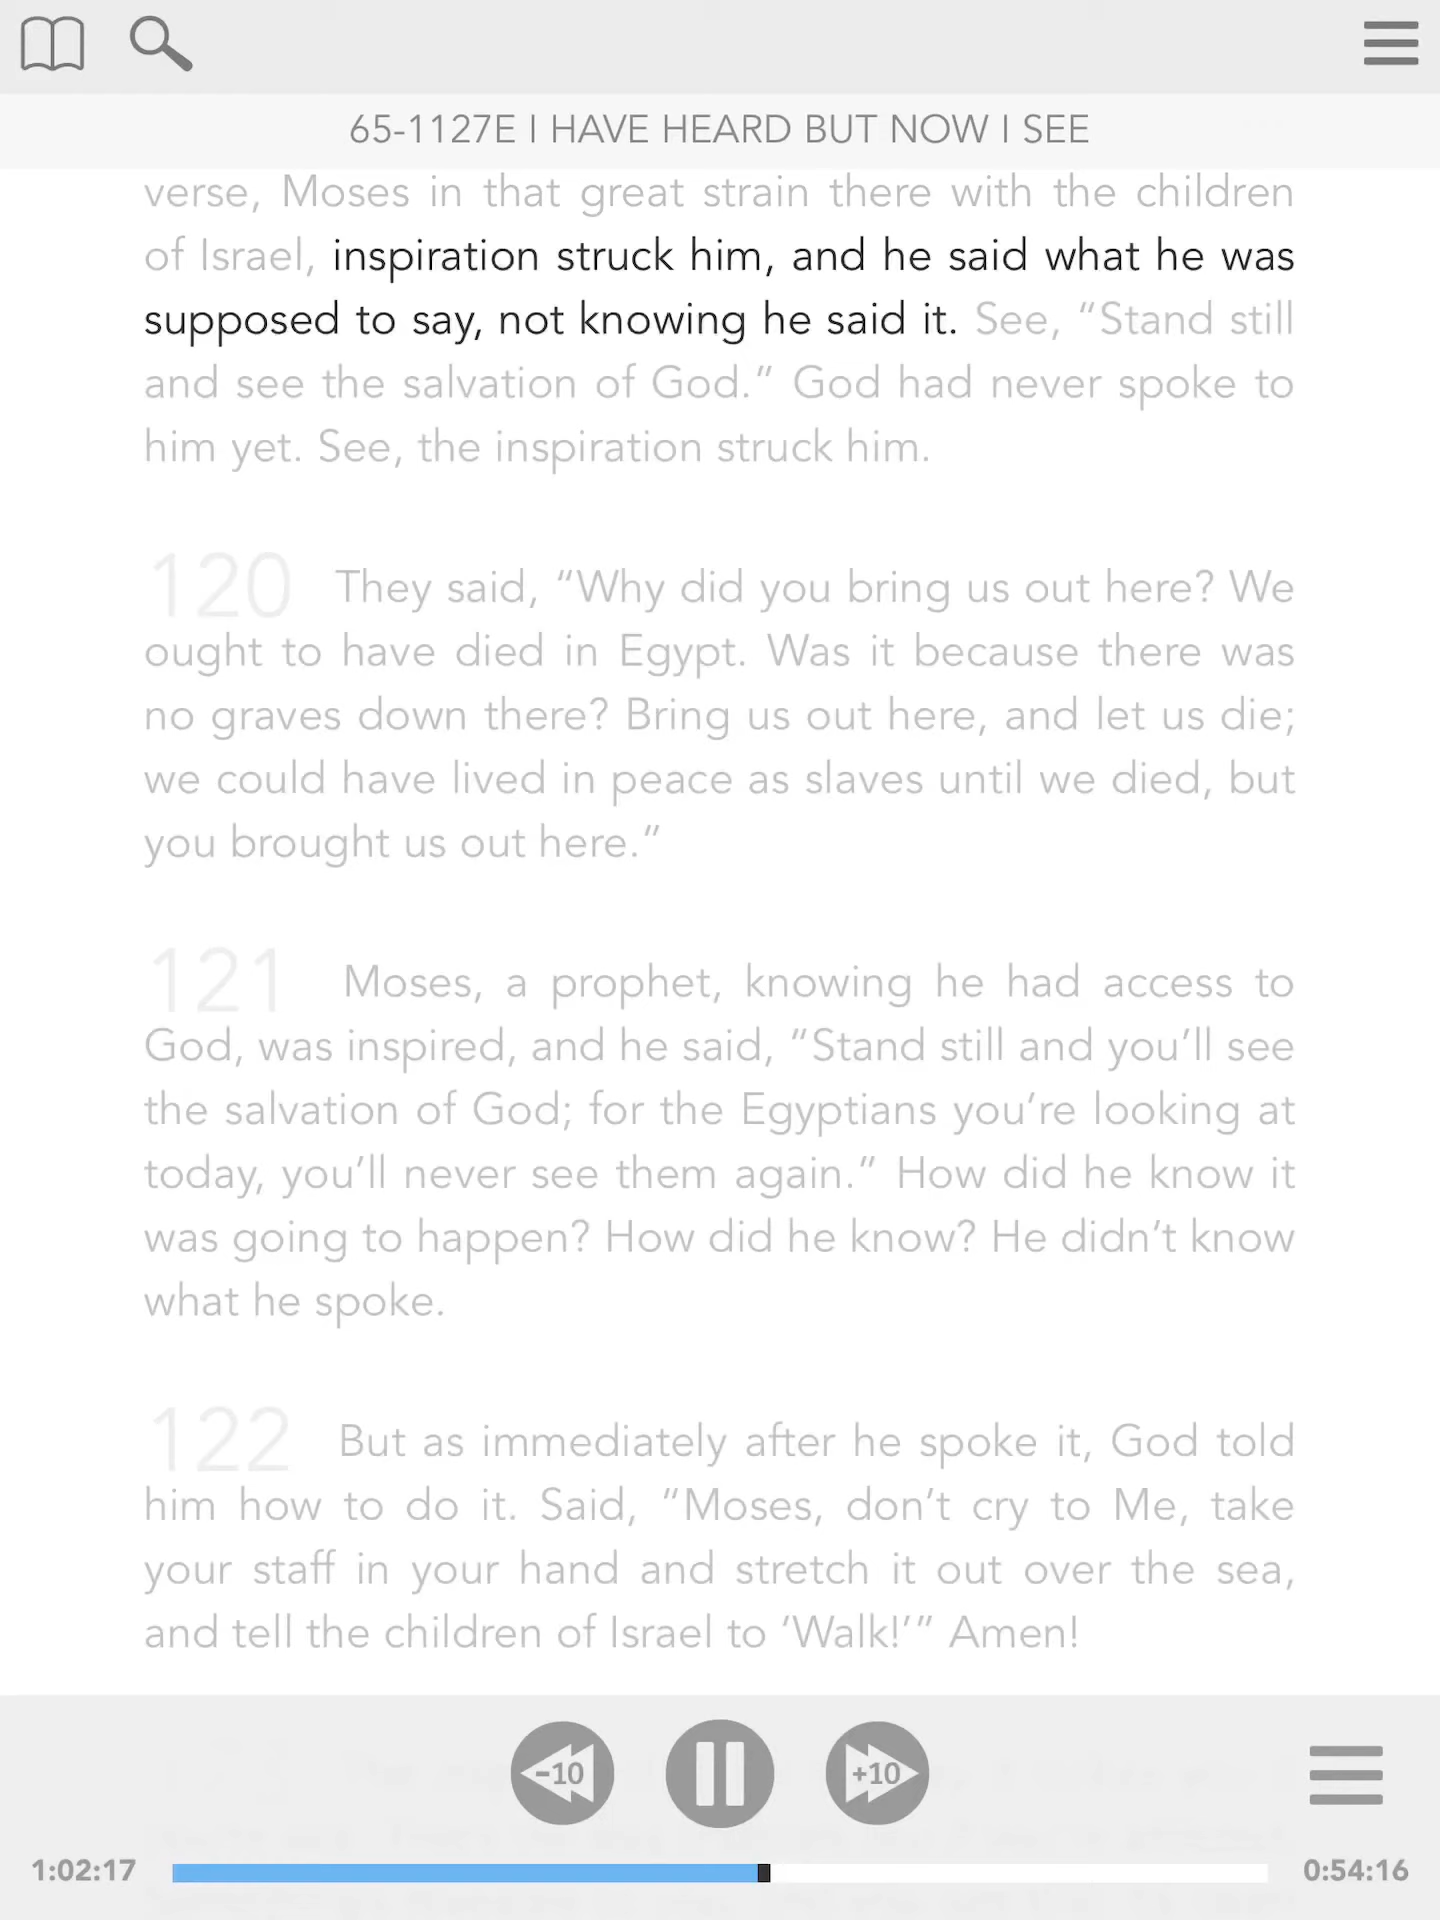 65-1127E I HAVE HEARD BUT NOW I SEE
verse, Moses in that great strain there with the children
of Israel, inspiration struck him, and he said what he was
supposed to say, not knowing he said it. See, “Stand still
and see the salvation of God.” God had never spoke to
him yet. See, the inspiration struck him.
120 They said, “Why did you bring us out here? We
ought to have died in Egypt. Was it because there was
no graves down there? Bring us out here, and let us die;
we could have lived in peace as slaves until we died, but
you brought us out here.”
121 Moses, a prophet, knowing he had access to
God, was inspired, and he said, “Stand still and you’ll see
the salvation of God; for the Egyptians you’re looking at
today, you’ll never see them again.” How did he know it
was going to happen? How did he know? He didn’t know
what he spoke.
122 But as immediately after he spoke it, God told
him how to do it. Said, “Moses, don’t cry to Me, take
your staff in your hand and stretch it out over the sea,
and tell the children of Israel to ‘Walk!’” Amen!
-10 +10
1:02:17 0:54:16